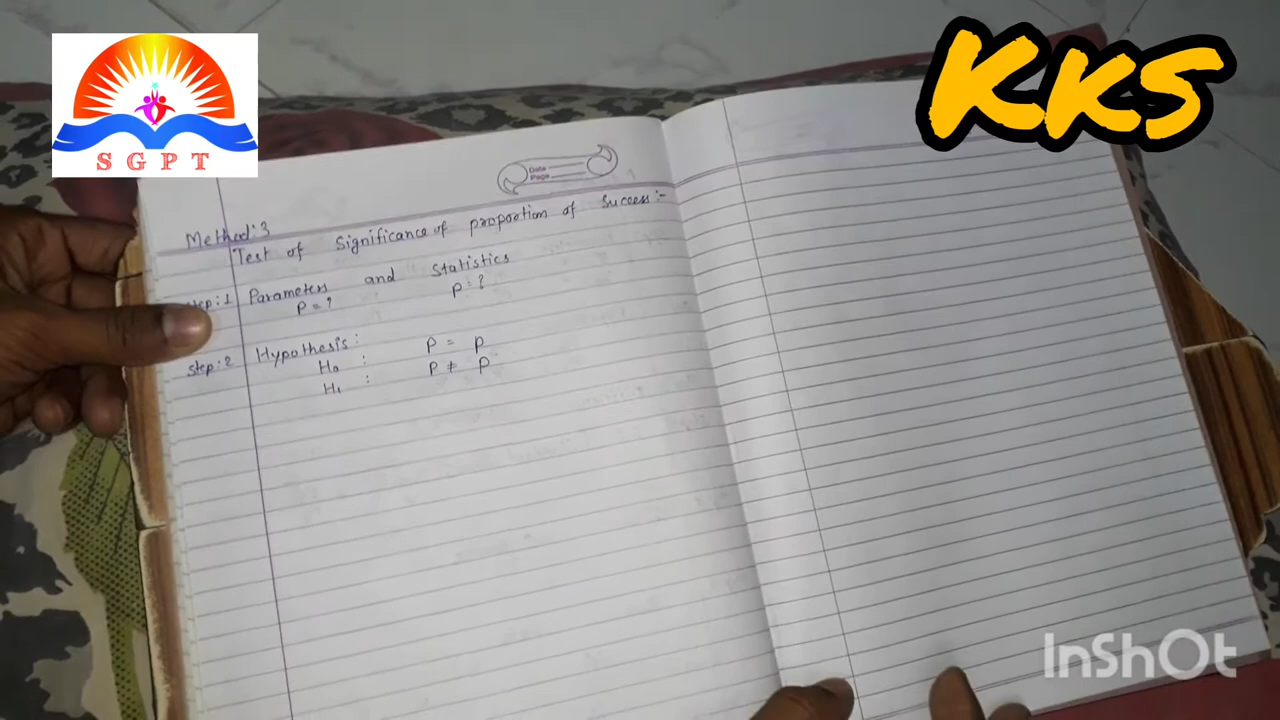 SGPT
KKS
Date
Page
Method:3
Test of Significance of proportion of Success:-
Step:1 Parameters and Statistics
P=? p=?
Step:2 Hypothesis:
H₀ : P = p
H₁ : P ≠ p
InShOt